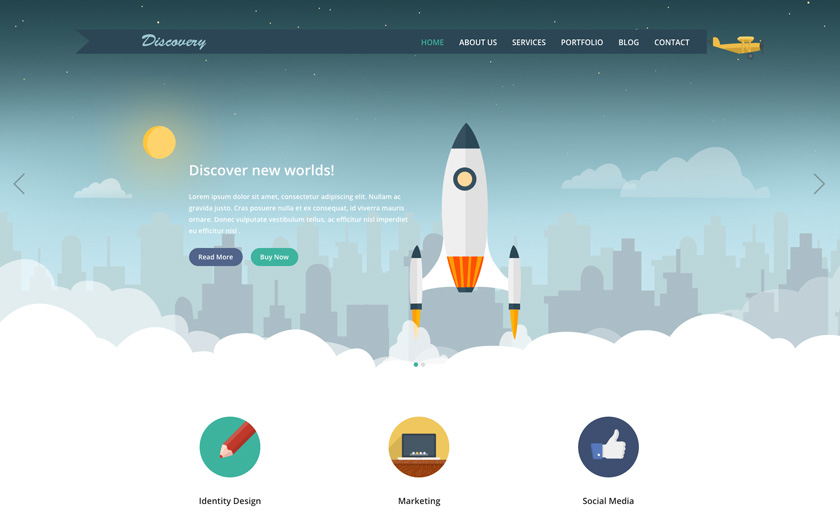 Discovery
HOME ABOUT US SERVICES PORTFOLIO BLOG CONTACT
Discover new worlds!
Lorem ipsum dolor sit amet, consectetur adipiscing elit. Nullam ac
gravida justo. Cras posuere nulla et ex consequat, id viverra mauris
ornare. Donec vulputate vestibulum tellus, ac efficitur nisl imperdiet
eu efficitur nisl .
Read More Buy Now
Identity Design Marketing Social Media